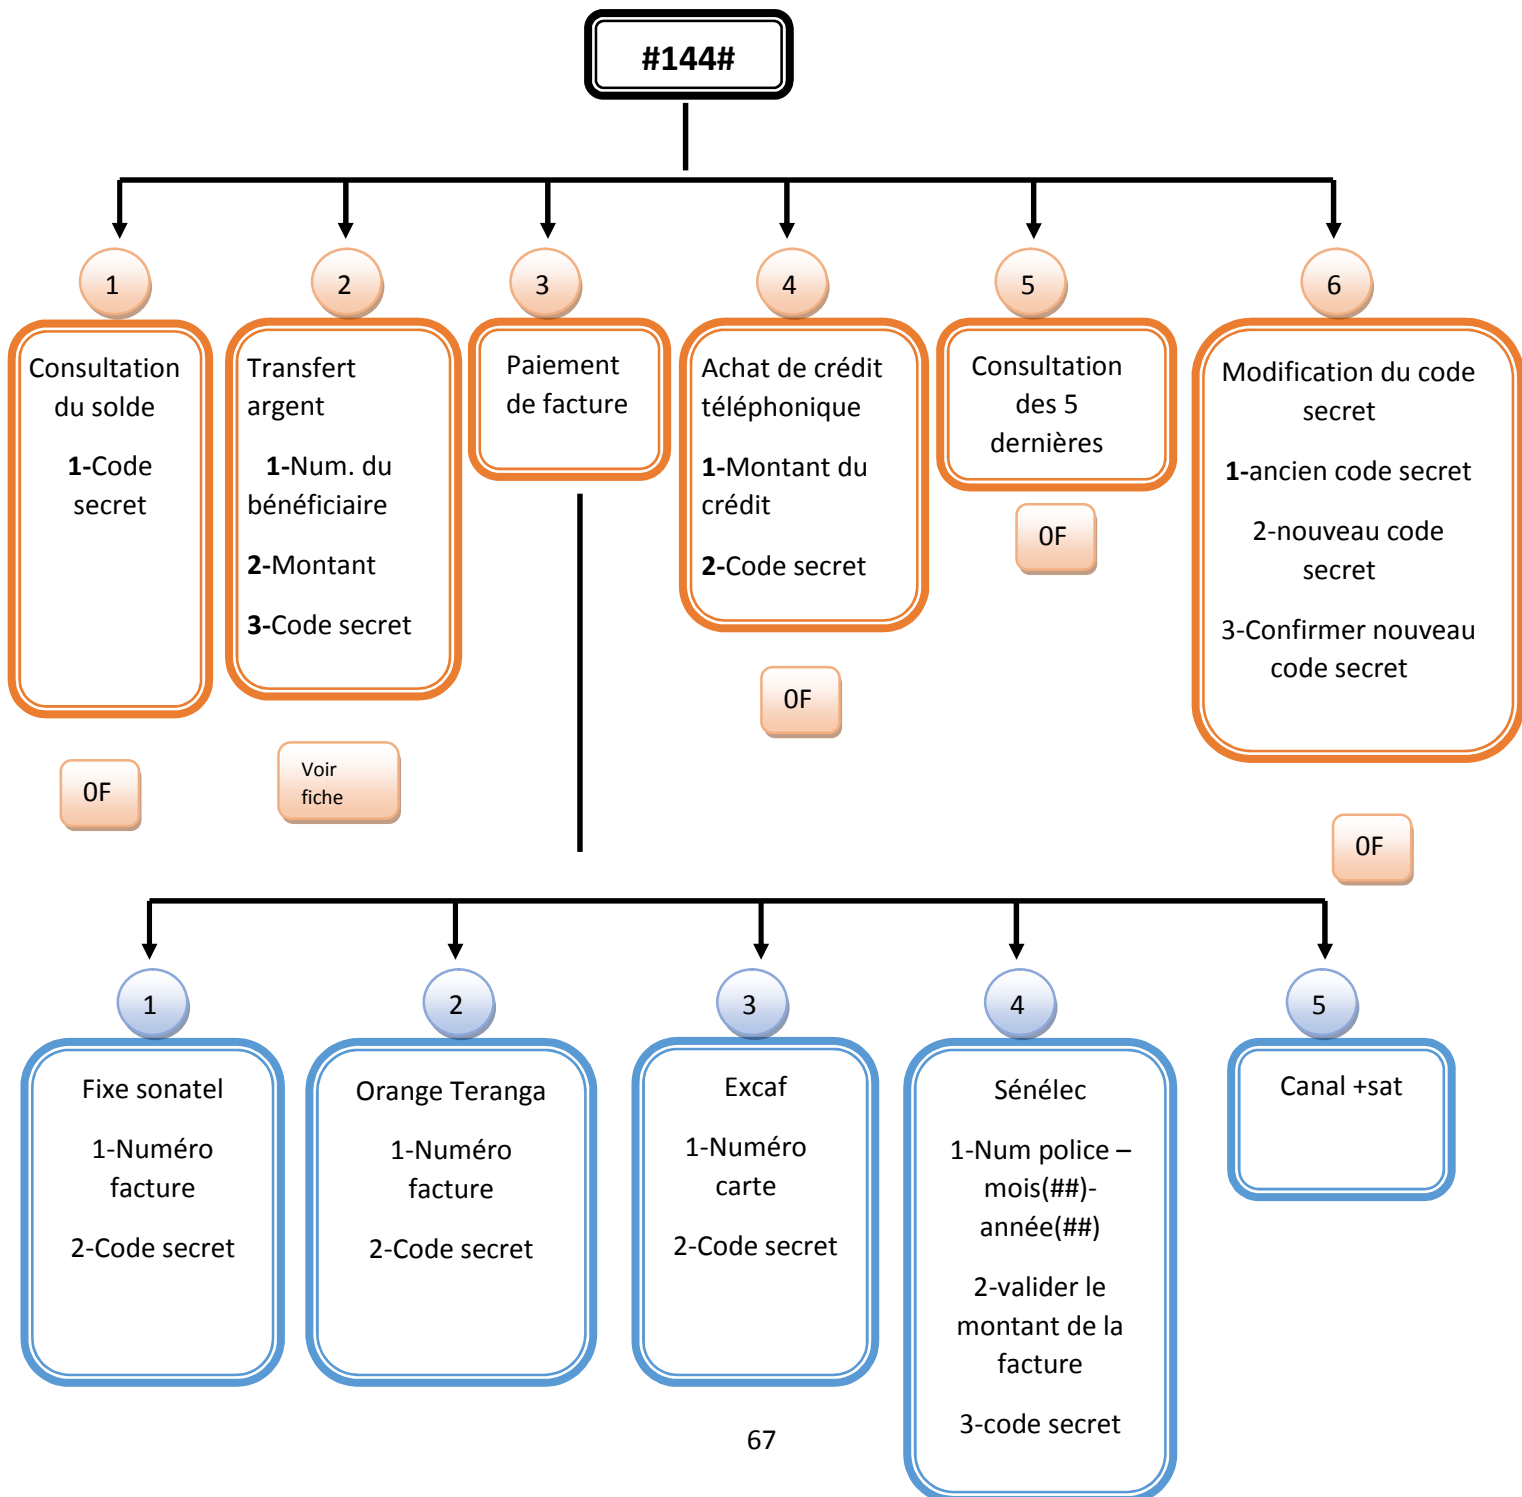 #144#
1
Consultation
du solde
1-Code
secret
0F
2
Transfert
argent
1-Num. du
bénéficiaire
2-Montant
3-Code secret
Voir
fiche
3
Paiement
de facture
4
Achat de crédit
téléphonique
1-Montant du
crédit
2-Code secret
0F
5
Consultation
des 5
dernières
0F
6
Modification du code
secret
1-ancien code secret
2-nouveau code
secret
3-Confirmer nouveau
code secret
0F
1
Fixe sonatel
1-Numéro
facture
2-Code secret
2
Orange Teranga
1-Numéro
facture
2-Code secret
3
Excaf
1-Numéro
carte
2-Code secret
4
Sénélec
1-Num police –
mois(##)-
année(##)
2-valider le
montant de la
facture
3-code secret
5
Canal +sat
67